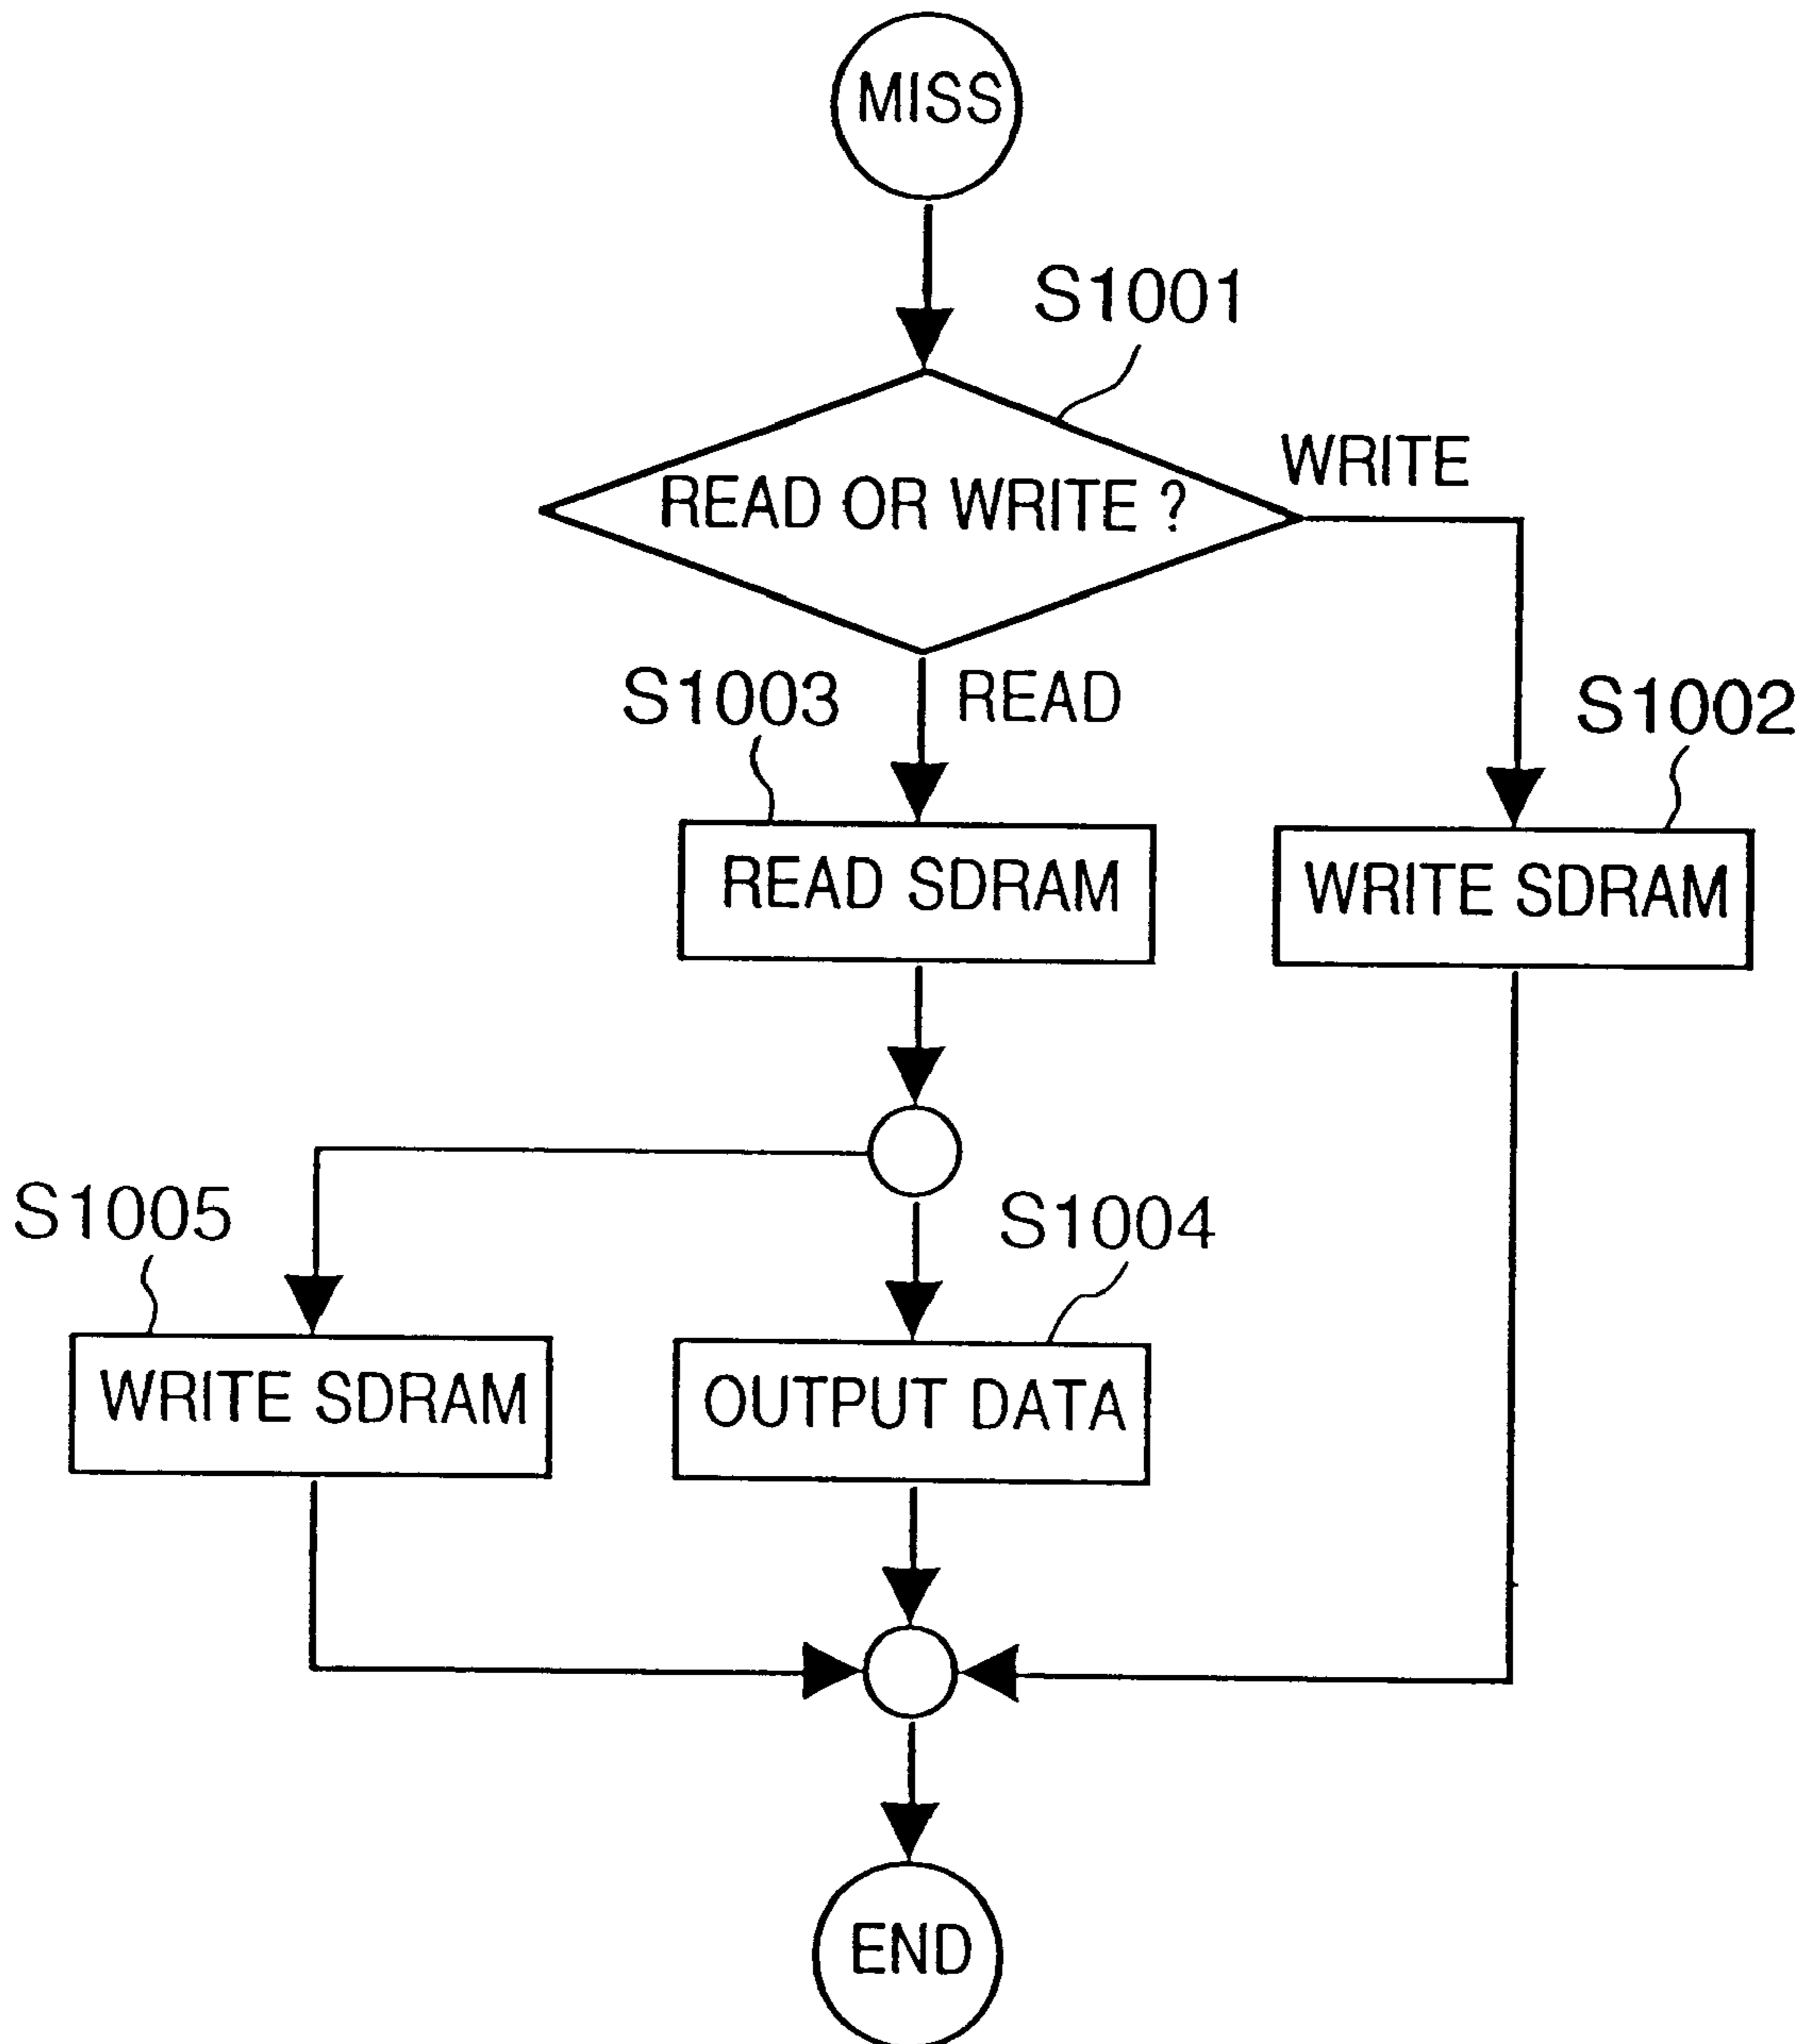 MISS
S1001
READ OR WRITE ?
WRITE
S1003
READ
S1002
READ SDRAM
WRITE SDRAM
S1005
S1004
WRITE SDRAM
OUTPUT DATA
END